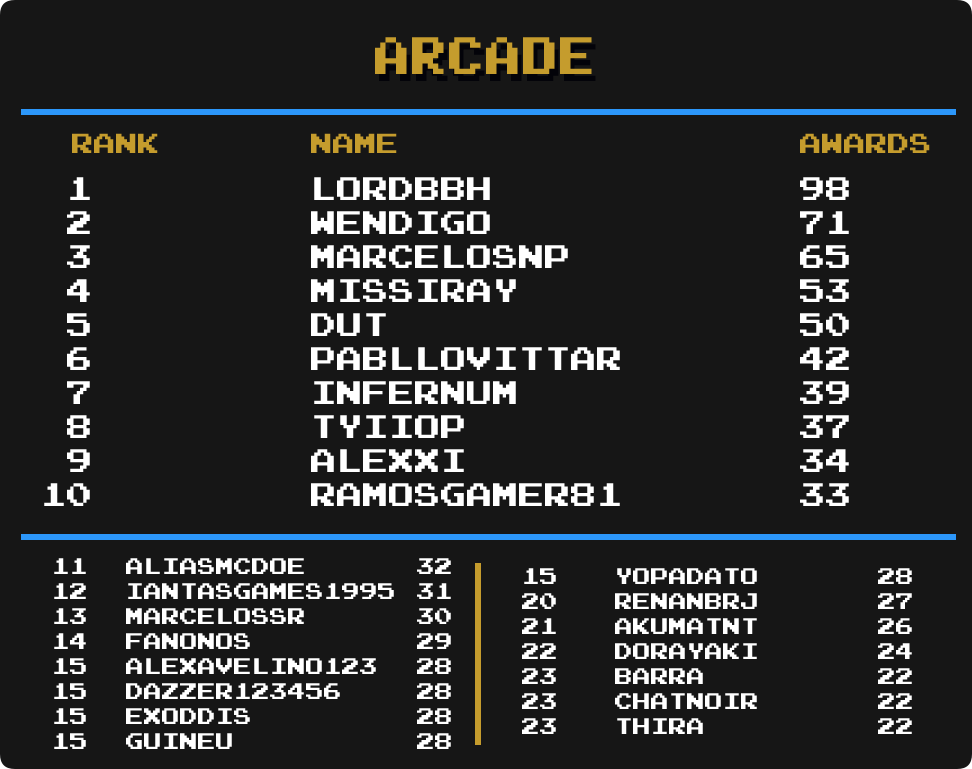 ARCADE
RANK NAME AWARDS
1 LORDBBH 98
2 WENDIGO 71
3 MARCELOSNP 65
4 MISSIRAY 53
5 DUT 50
6 PABLLOVITTAR 42
7 INFERNUM 39
8 TYIIOP 37
9 ALEXXI 34
10 RAMOSGAMER81 33
11 ALIASMCDOE 32
12 IANTASGAMES1995 31
13 MARCELOSSR 30
14 FANONOS 29
15 ALEXAVELINO123 28
15 DAZZER123456 28
15 EXODDIS 28
15 GUINEU 28
15 YOPADATO 28
20 RENANBRJ 27
21 AKUMATNT 26
22 DORAYAKI 24
23 BARRA 22
23 CHATNOIR 22
23 THIRA 22